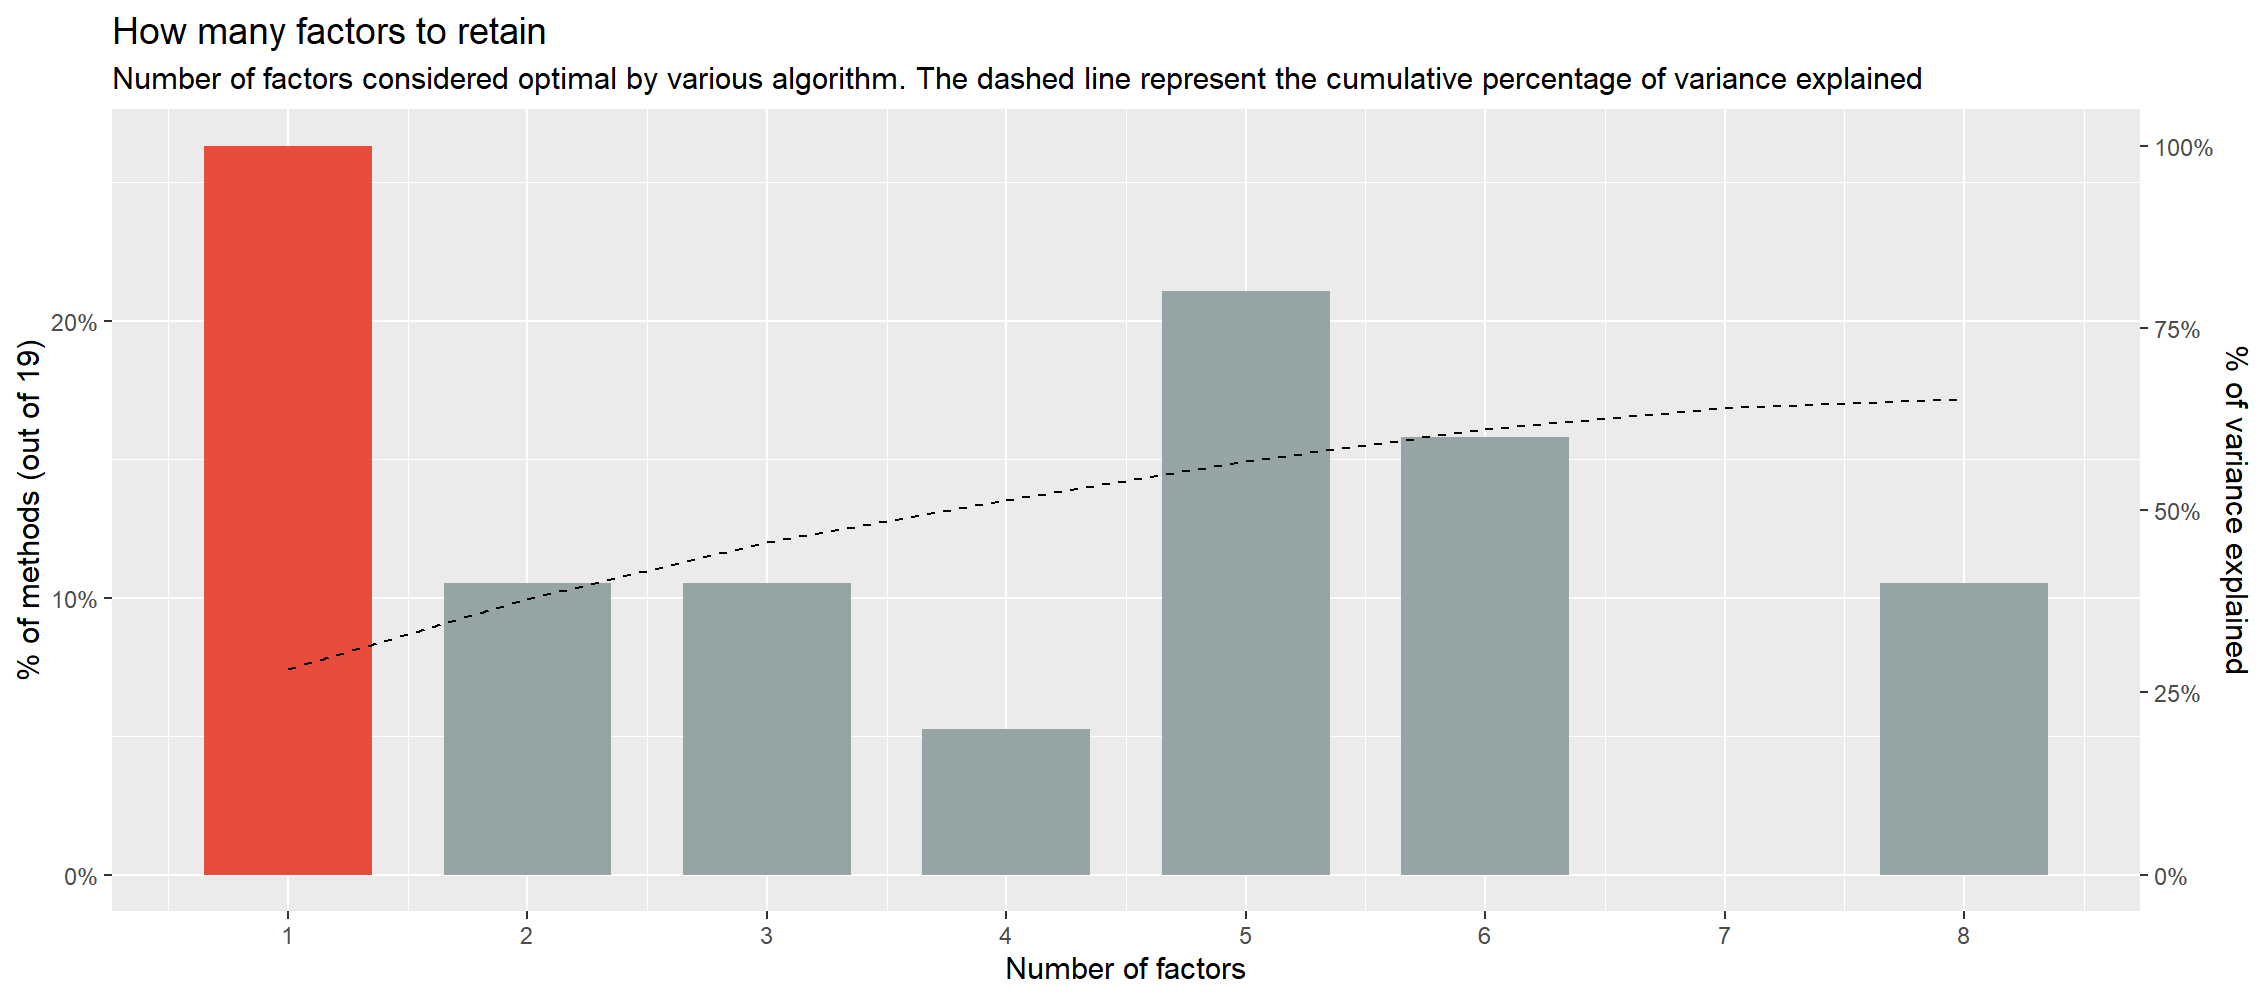 How many factors to retain
Number of factors considered optimal by various algorithm. The dashed line represent the cumulative percentage of variance explained
% of methods (out of 19)
20%
10%
0%
100%
75%
50%
25%
0%
% of variance explained
1 2 3 4 5 6 7 8
Number of factors